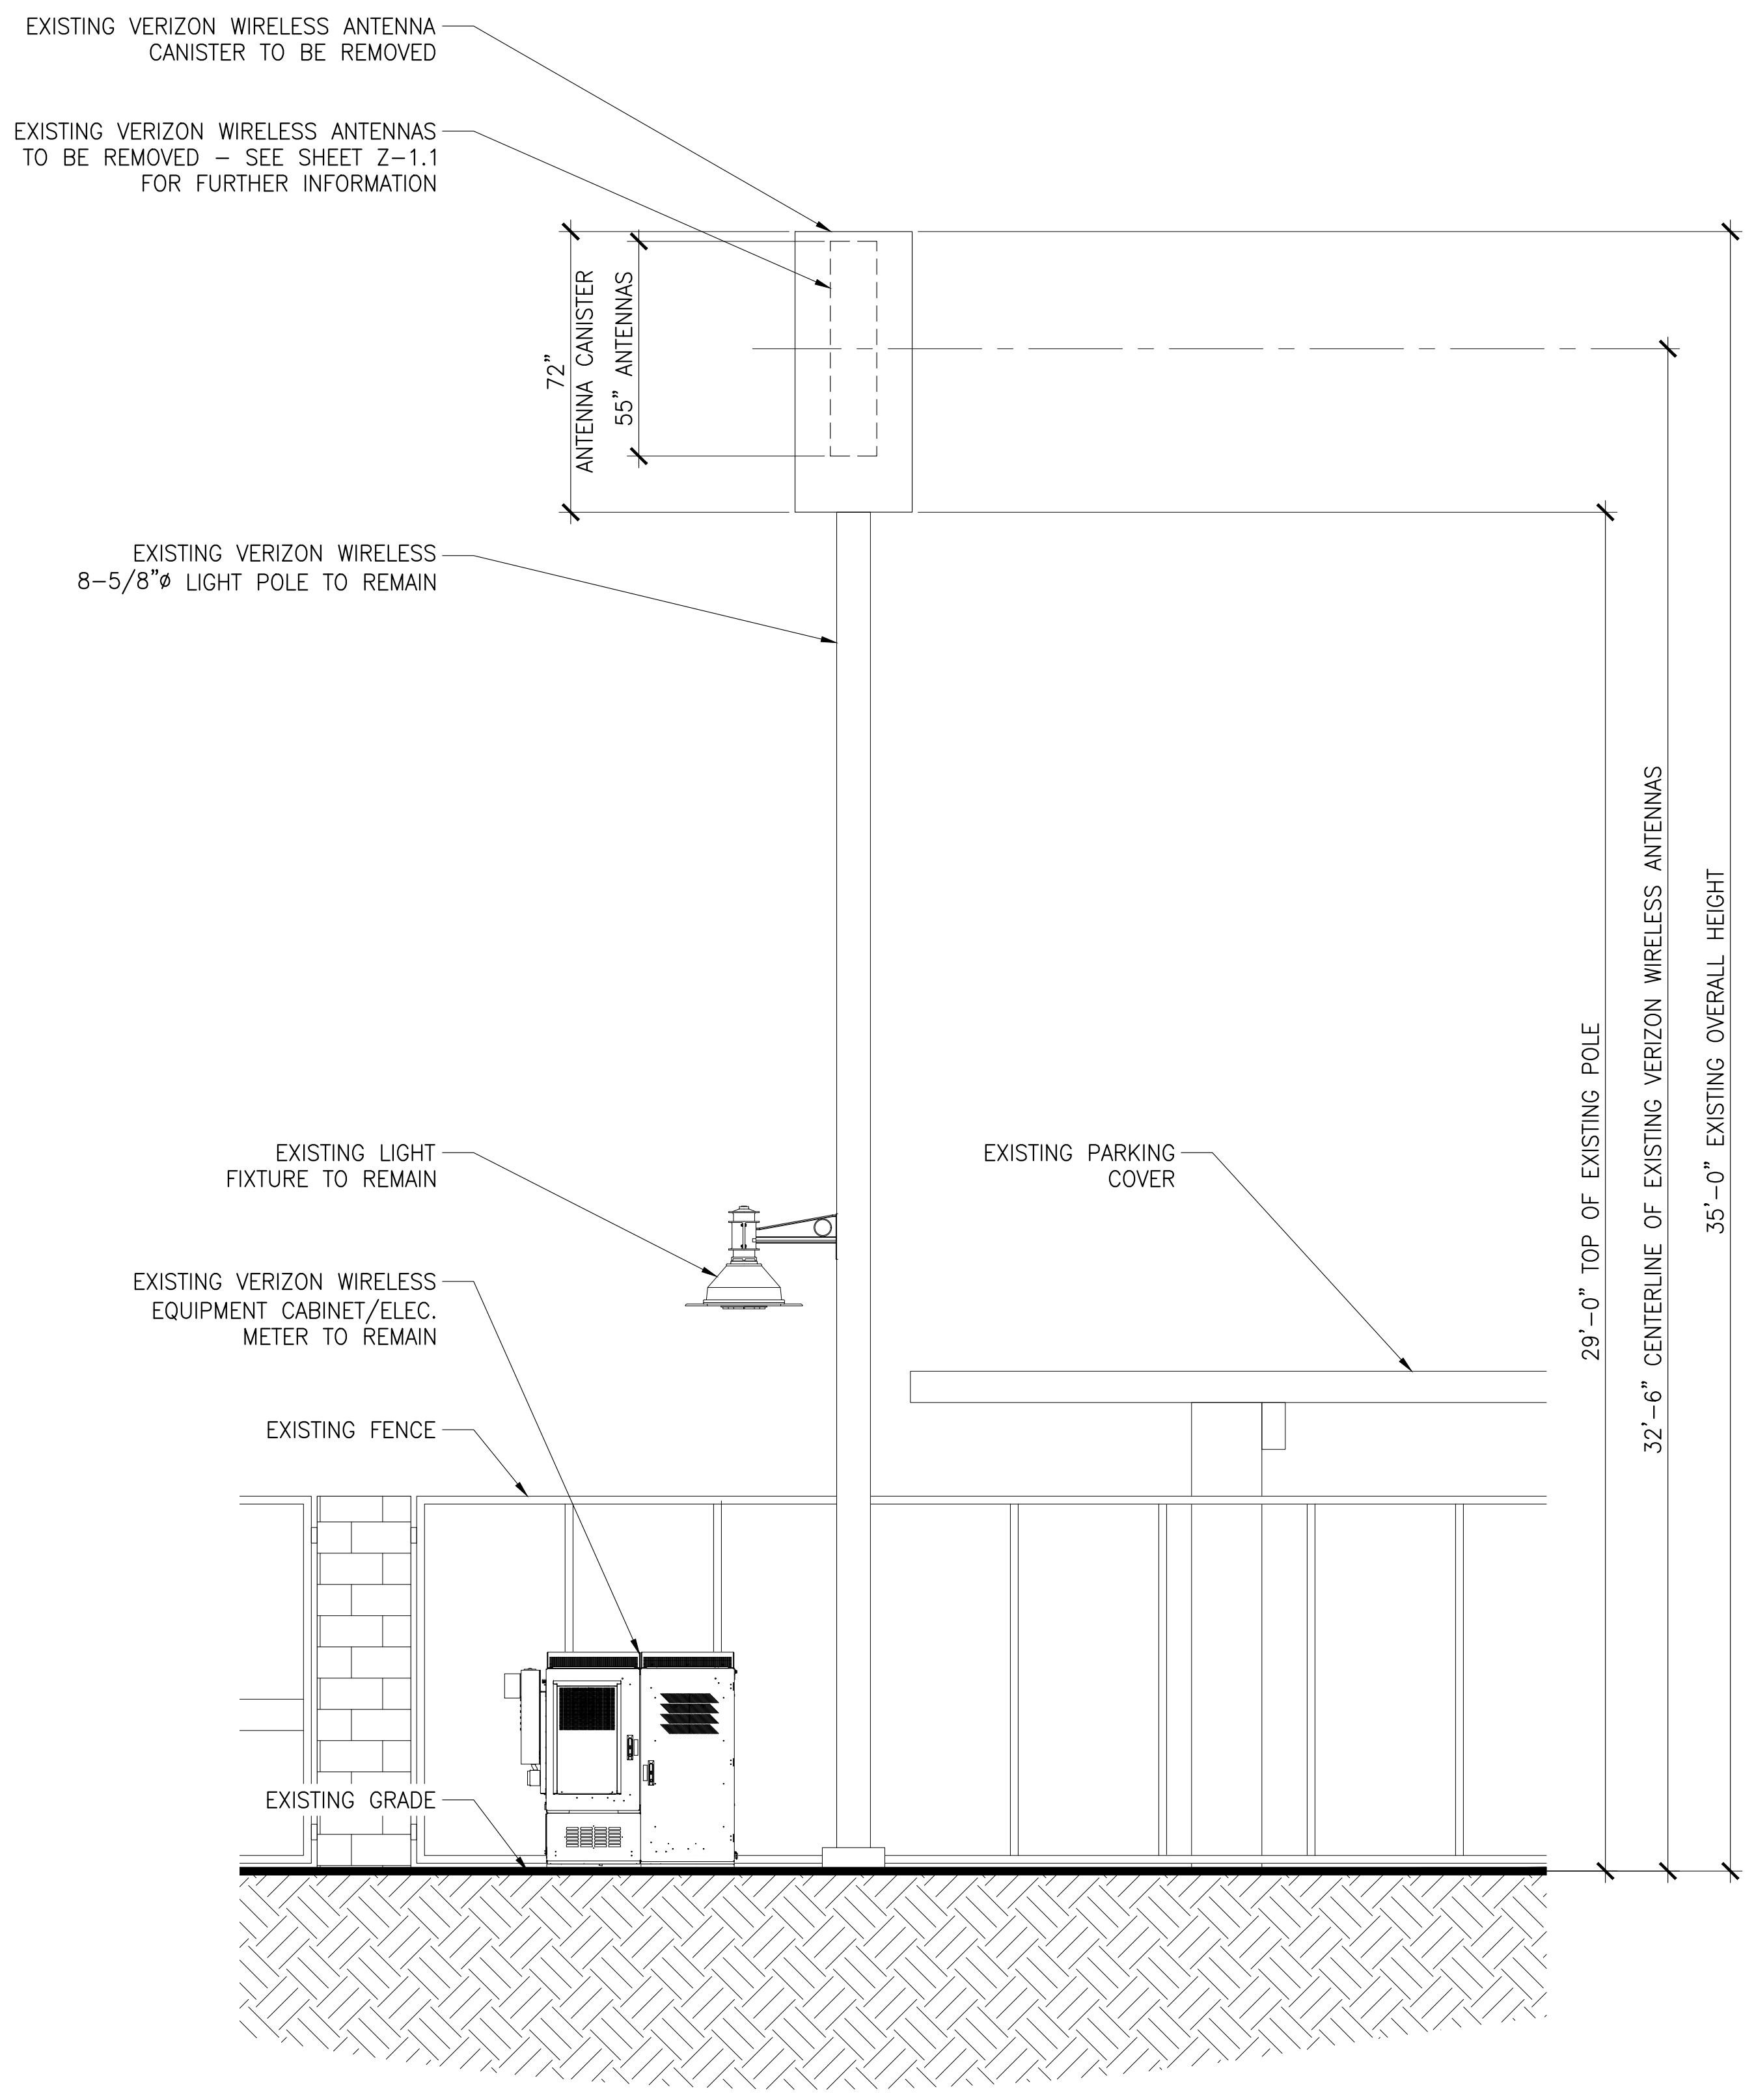 EXISTING VERIZON WIRELESS ANTENNA
CANISTER TO BE REMOVED
EXISTING VERIZON WIRELESS ANTENNAS
TO BE REMOVED – SEE SHEET Z–1.1
FOR FURTHER INFORMATION
72"
ANTENNA CANISTER
55" ANTENNAS
EXISTING VERIZON WIRELESS
8–5/8"ø LIGHT POLE TO REMAIN
EXISTING LIGHT
FIXTURE TO REMAIN
EXISTING PARKING
COVER
EXISTING VERIZON WIRELESS
EQUIPMENT CABINET/ELEC.
METER TO REMAIN
EXISTING FENCE
EXISTING GRADE
29'–0" TOP OF EXISTING POLE
32'–6" CENTERLINE OF EXISTING VERIZON WIRELESS ANTENNAS
35'–0" EXISTING OVERALL HEIGHT